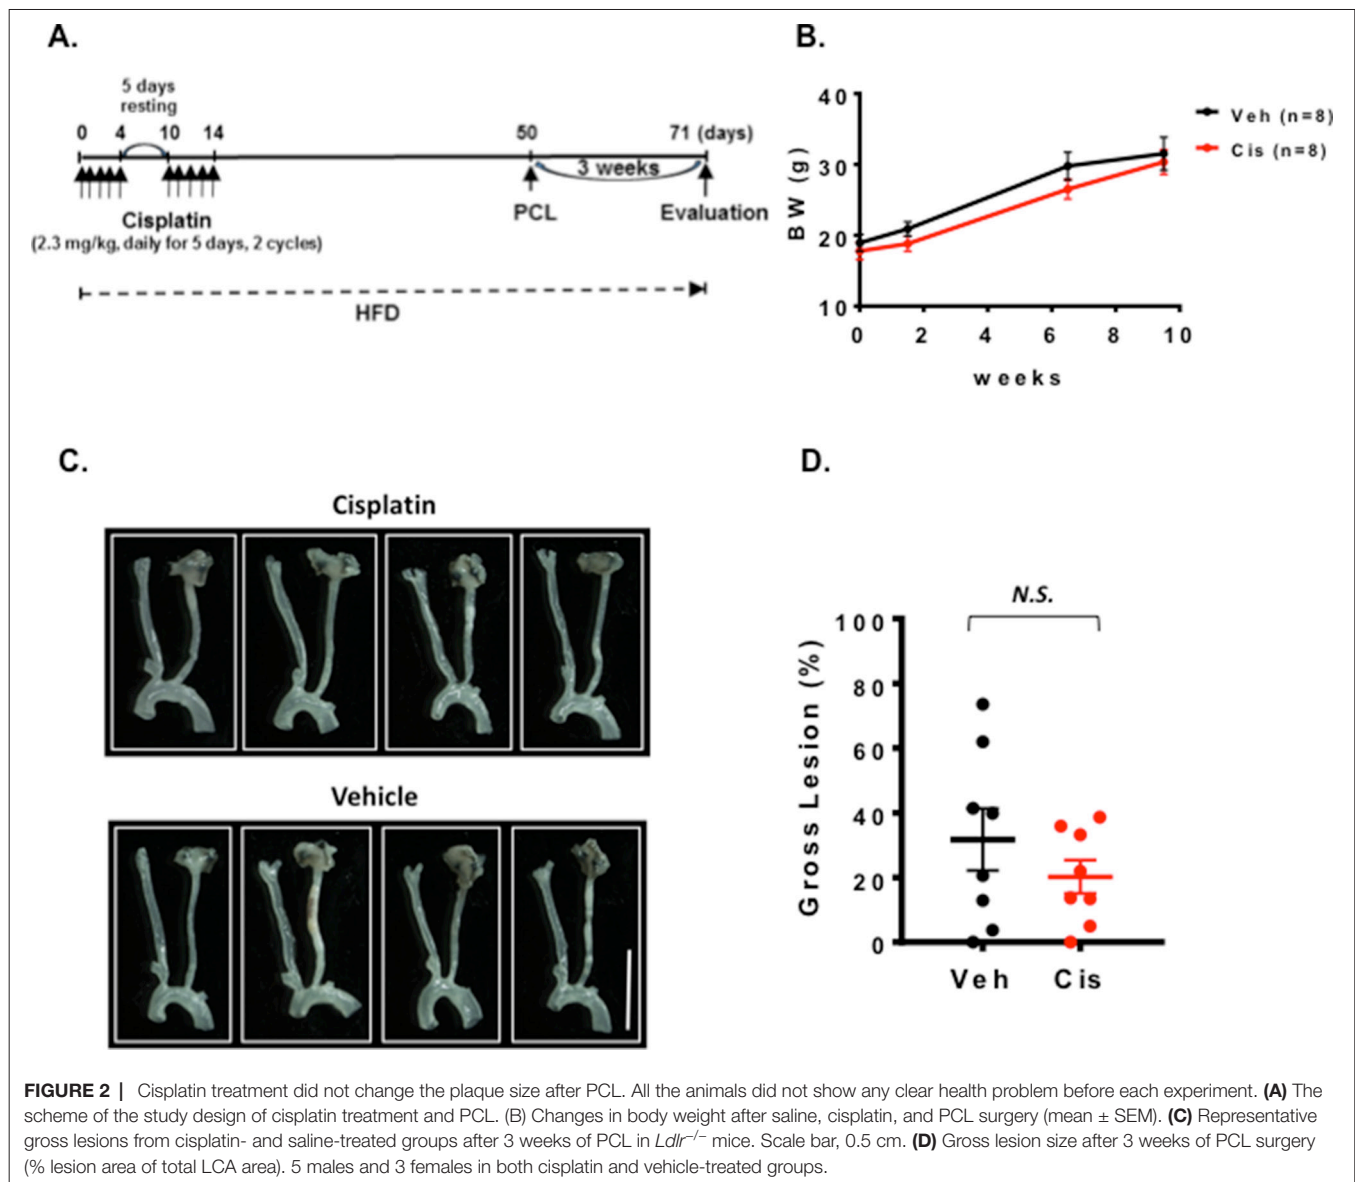 A.
5 days
resting
0 4 10 14 50 71 (days)
3 weeks
Cisplatin
PCL
Evaluation
(2.3 mg/kg, daily for 5 days, 2 cycles)
HFD
B.
40
30
20
10
BW (g)
0 2 4 6 8 10
weeks
Veh (n=8)
Cis (n=8)
C.
Cisplatin
Vehicle
D.
N.S.
100
80
60
40
20
0
Gross Lesion (%)
Veh Cis
FIGURE 2 | Cisplatin treatment did not change the plaque size after PCL. All the animals did not show any clear health problem before each experiment. (A) The
scheme of the study design of cisplatin treatment and PCL. (B) Changes in body weight after saline, cisplatin, and PCL surgery (mean ± SEM). (C) Representative
gross lesions from cisplatin- and saline-treated groups after 3 weeks of PCL in Ldlr−/− mice. Scale bar, 0.5 cm. (D) Gross lesion size after 3 weeks of PCL surgery
(% lesion area of total LCA area). 5 males and 3 females in both cisplatin and vehicle-treated groups.